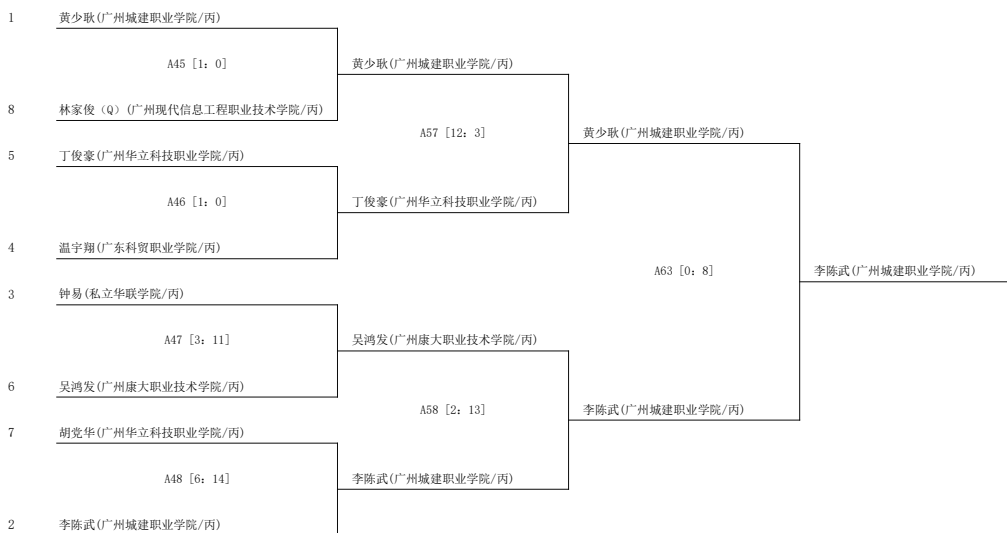 1 黄少耿(广州城建职业学院/丙)
A45 [1: 0] 黄少耿(广州城建职业学院/丙)
8 林家俊（Q）(广州现代信息工程职业技术学院/丙)
A57 [12: 3] 黄少耿(广州城建职业学院/丙)
5 丁俊豪(广州华立科技职业学院/丙)
A46 [1: 0] 丁俊豪(广州华立科技职业学院/丙)
4 温宇翔(广东科贸职业学院/丙)
A63 [0: 8] 李陈武(广州城建职业学院/丙)
3 钟易(私立华联学院/丙)
A47 [3: 11] 吴鸿发(广州康大职业技术学院/丙)
6 吴鸿发(广州康大职业技术学院/丙)
A58 [2: 13] 李陈武(广州城建职业学院/丙)
7 胡党华(广州华立科技职业学院/丙)
A48 [6: 14] 李陈武(广州城建职业学院/丙)
2 李陈武(广州城建职业学院/丙)